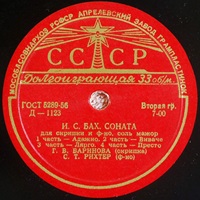 МОСОБЛСОВНАРХОЗ РСФСР АПРЕЛЕВСКИЙ ЗАВОД ГРАМПЛАСТИНОК
СССР
Долгоиграющая 33 об/м.
ГОСТ 5289-56
Д—1123
Вторая гр.
7-00
И. С. БАХ. СОНАТА
для скрипки и ф-но, соль мажор
1 часть — Адажио, 2 часть — Виваче
3 часть — Ларго, 4 часть — Престо
Г. В. БАРИНОВА (скрипка)
С. Т. РИХТЕР (ф-но)